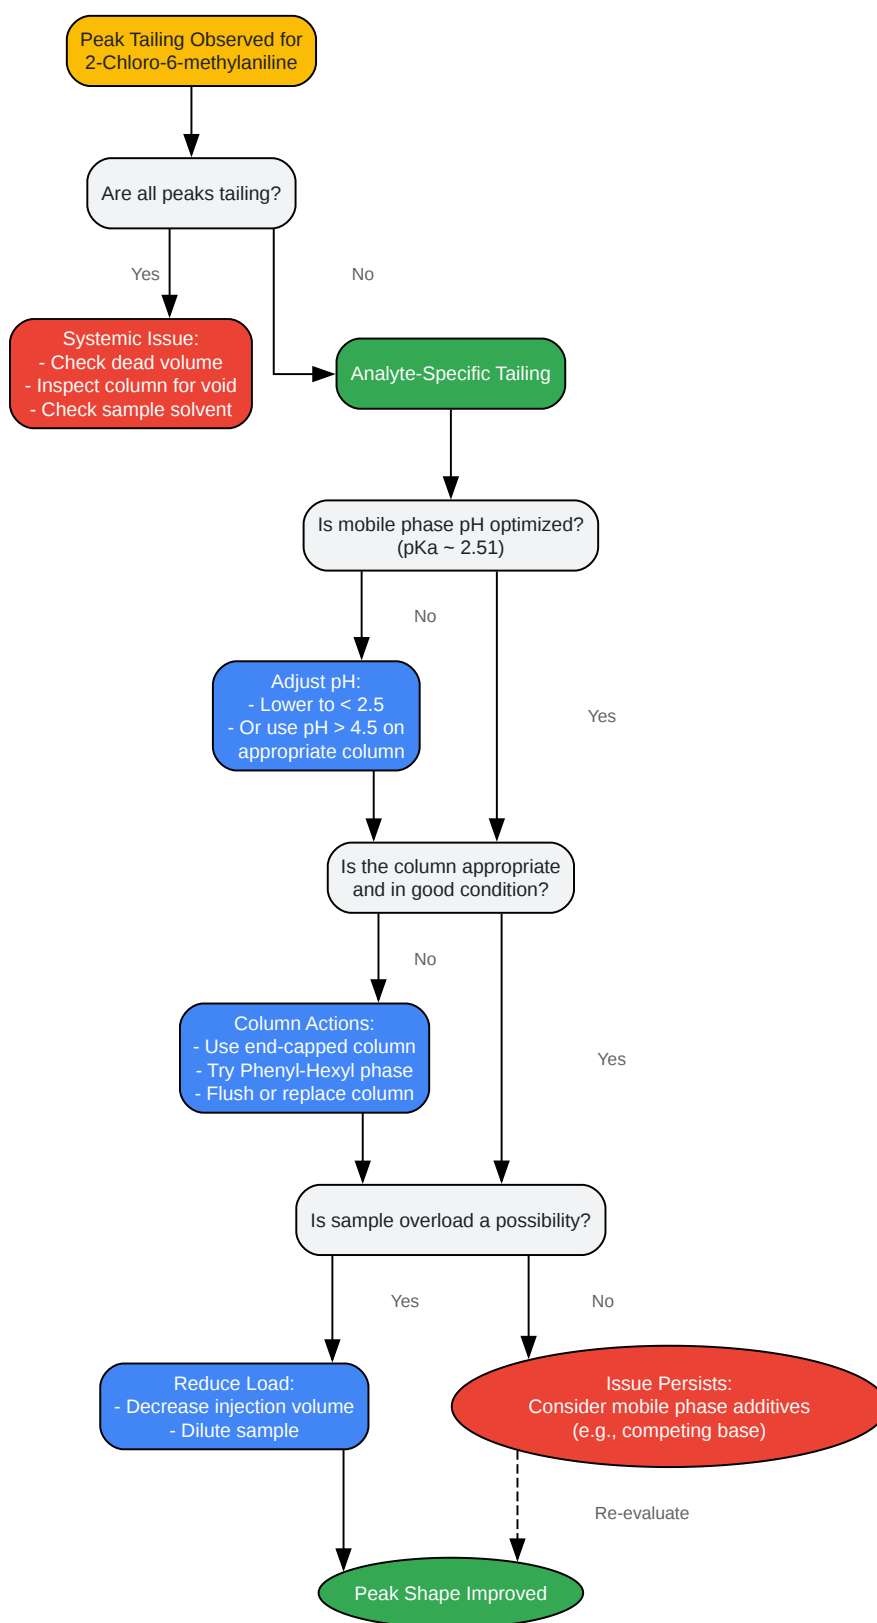 Peak Tailing Observed for
2-Chloro-6-methylaniline
Are all peaks tailing?
Yes
No
Systemic Issue:
- Check dead volume
- Inspect column for void
- Check sample solvent
Analyte-Specific Tailing
Is mobile phase pH optimized?
(pKa ~ 2.51)
No
Yes
Adjust pH:
- Lower to < 2.5
- Or use pH > 4.5 on
appropriate column
Is the column appropriate
and in good condition?
No
Yes
Column Actions:
- Use end-capped column
- Try Phenyl-Hexyl phase
- Flush or replace column
Is sample overload a possibility?
Yes
No
Reduce Load:
- Decrease injection volume
- Dilute sample
Issue Persists:
Consider mobile phase additives
(e.g., competing base)
Re-evaluate
Peak Shape Improved